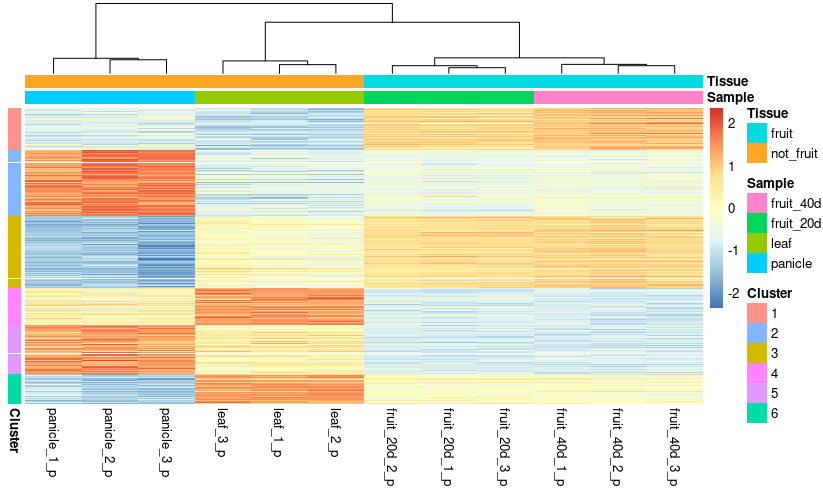 Tissue
Sample
2
1
0
-1
-2
Tissue
fruit
not_fruit
Sample
fruit_40d
fruit_20d
leaf
panicle
Cluster
1
2
3
4
5
6
Cluster
panicle_1_p
panicle_2_p
panicle_3_p
leaf_3_p
leaf_1_p
leaf_2_p
fruit_20d_2_p
fruit_20d_1_p
fruit_20d_3_p
fruit_40d_1_p
fruit_40d_2_p
fruit_40d_3_p